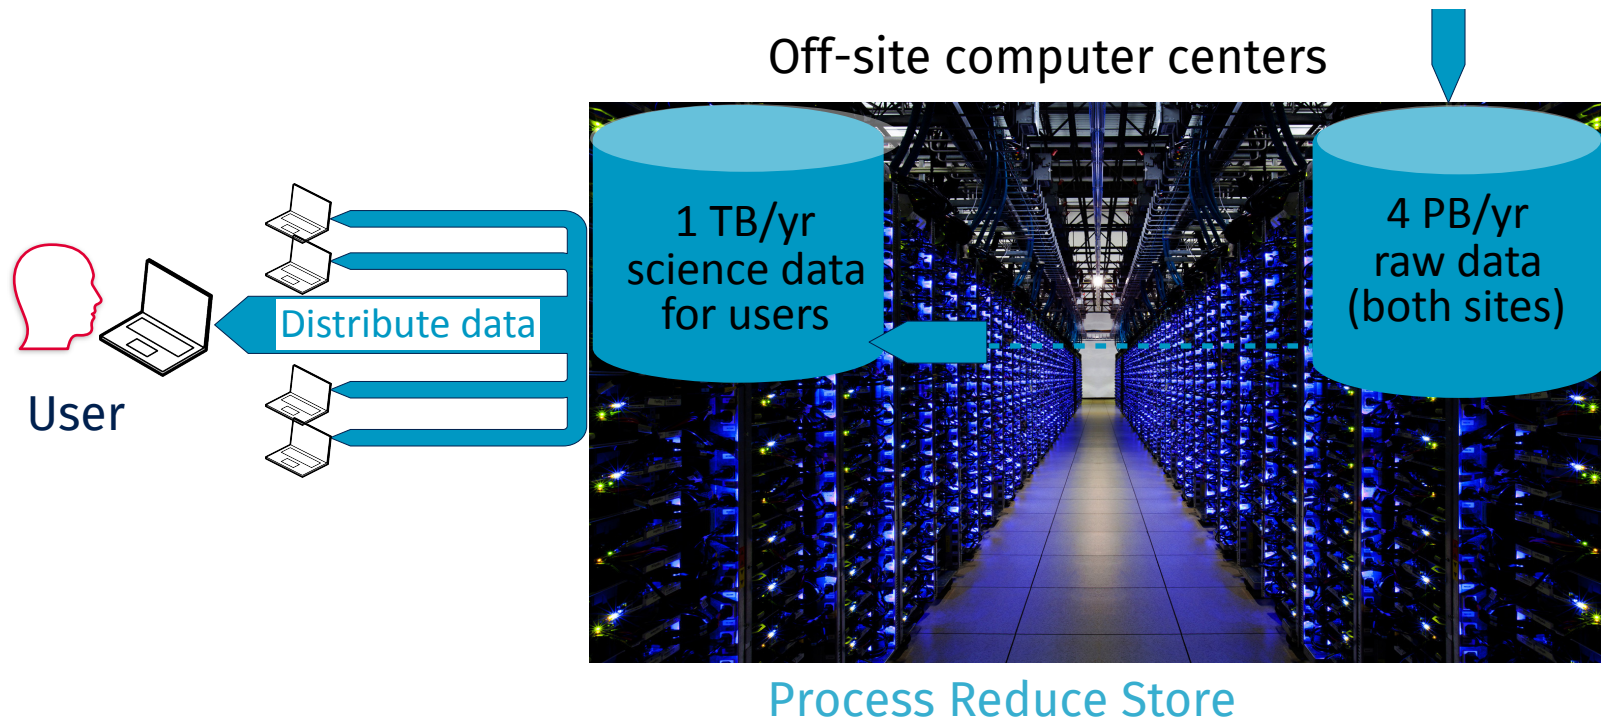 Off-site computer centers
1 TB/yr
science data
for users
4 PB/yr
raw data
(both sites)
Distribute data
User
Process Reduce Store